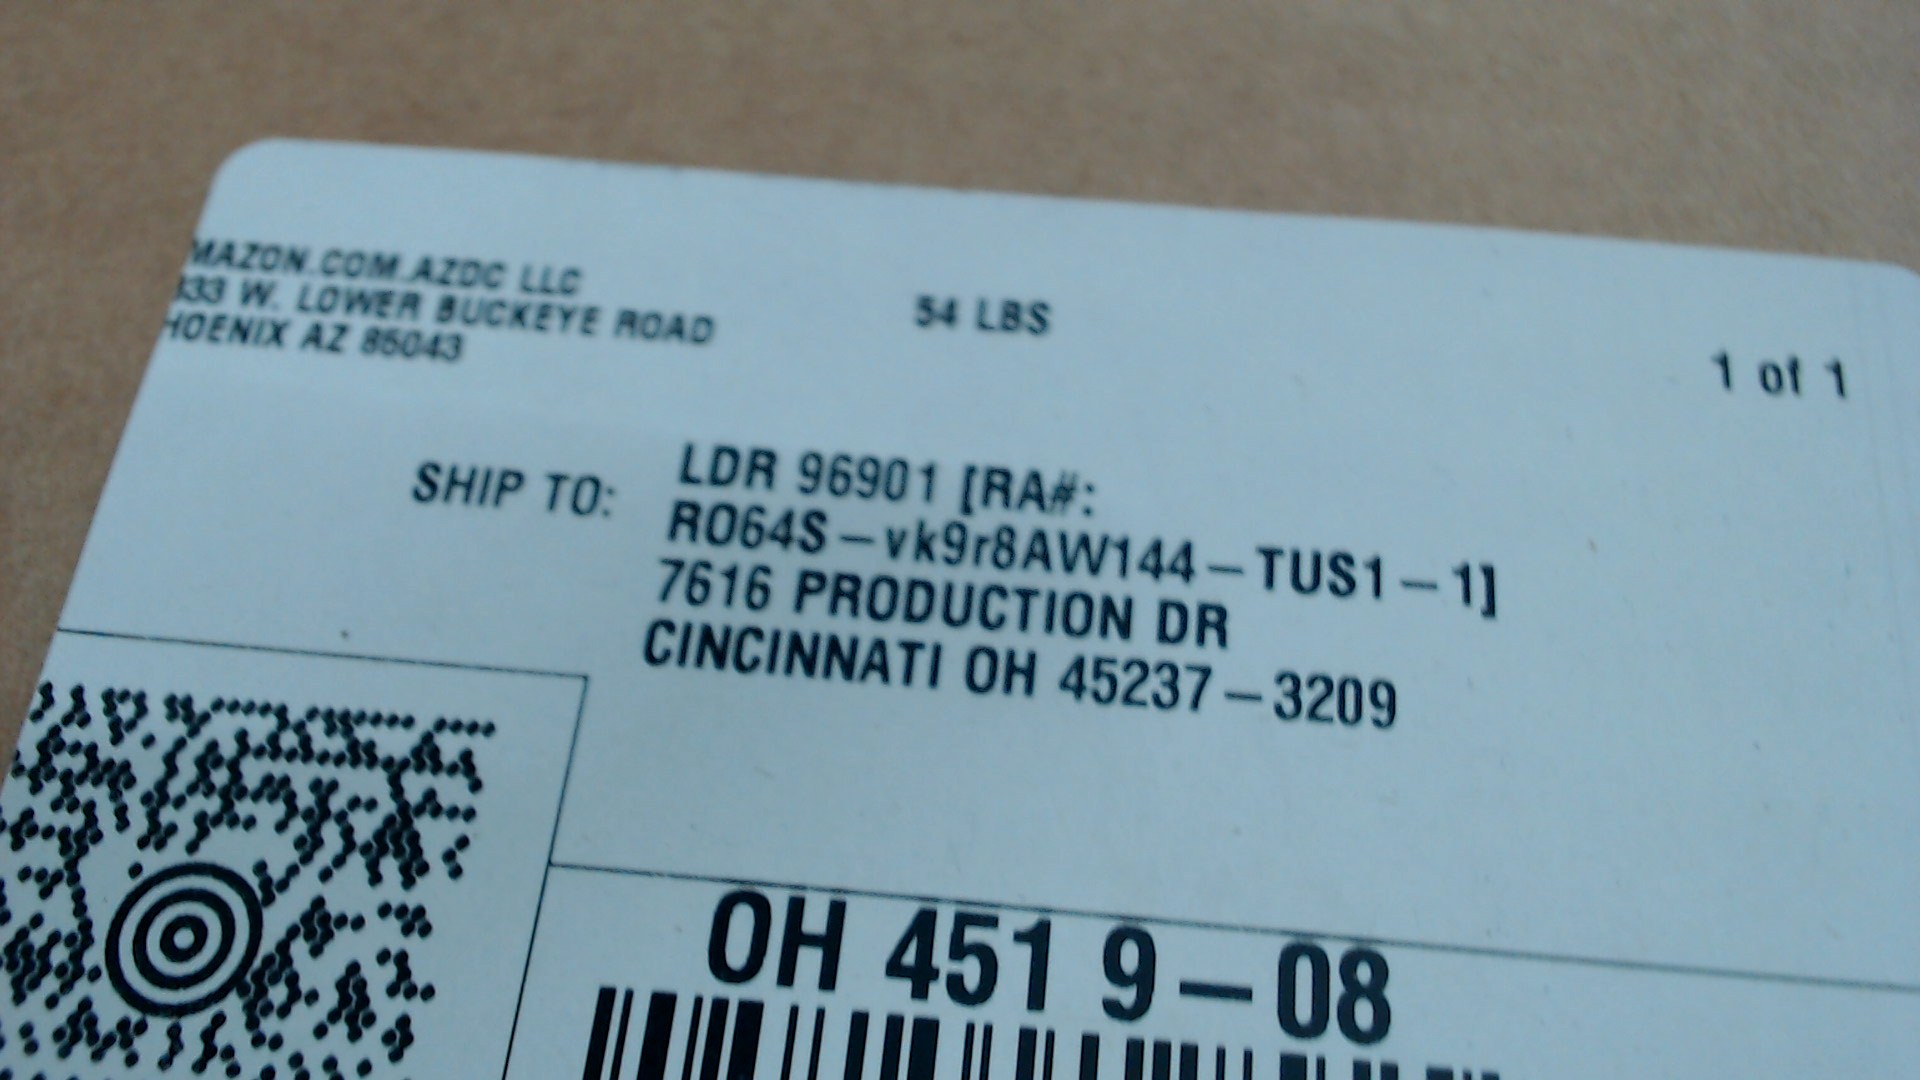 MAZON.COM.AZDC LLC
333 W. LOWER BUCKEYE ROAD
HOENIX AZ 85043
54 LBS
1 of 1
SHIP TO:
LDR 96901 [RA#:
RO64S-vk9r8AW144-TUS1-1]
7616 PRODUCTION DR
CINCINNATI OH 45237-3209
OH 451 9-08